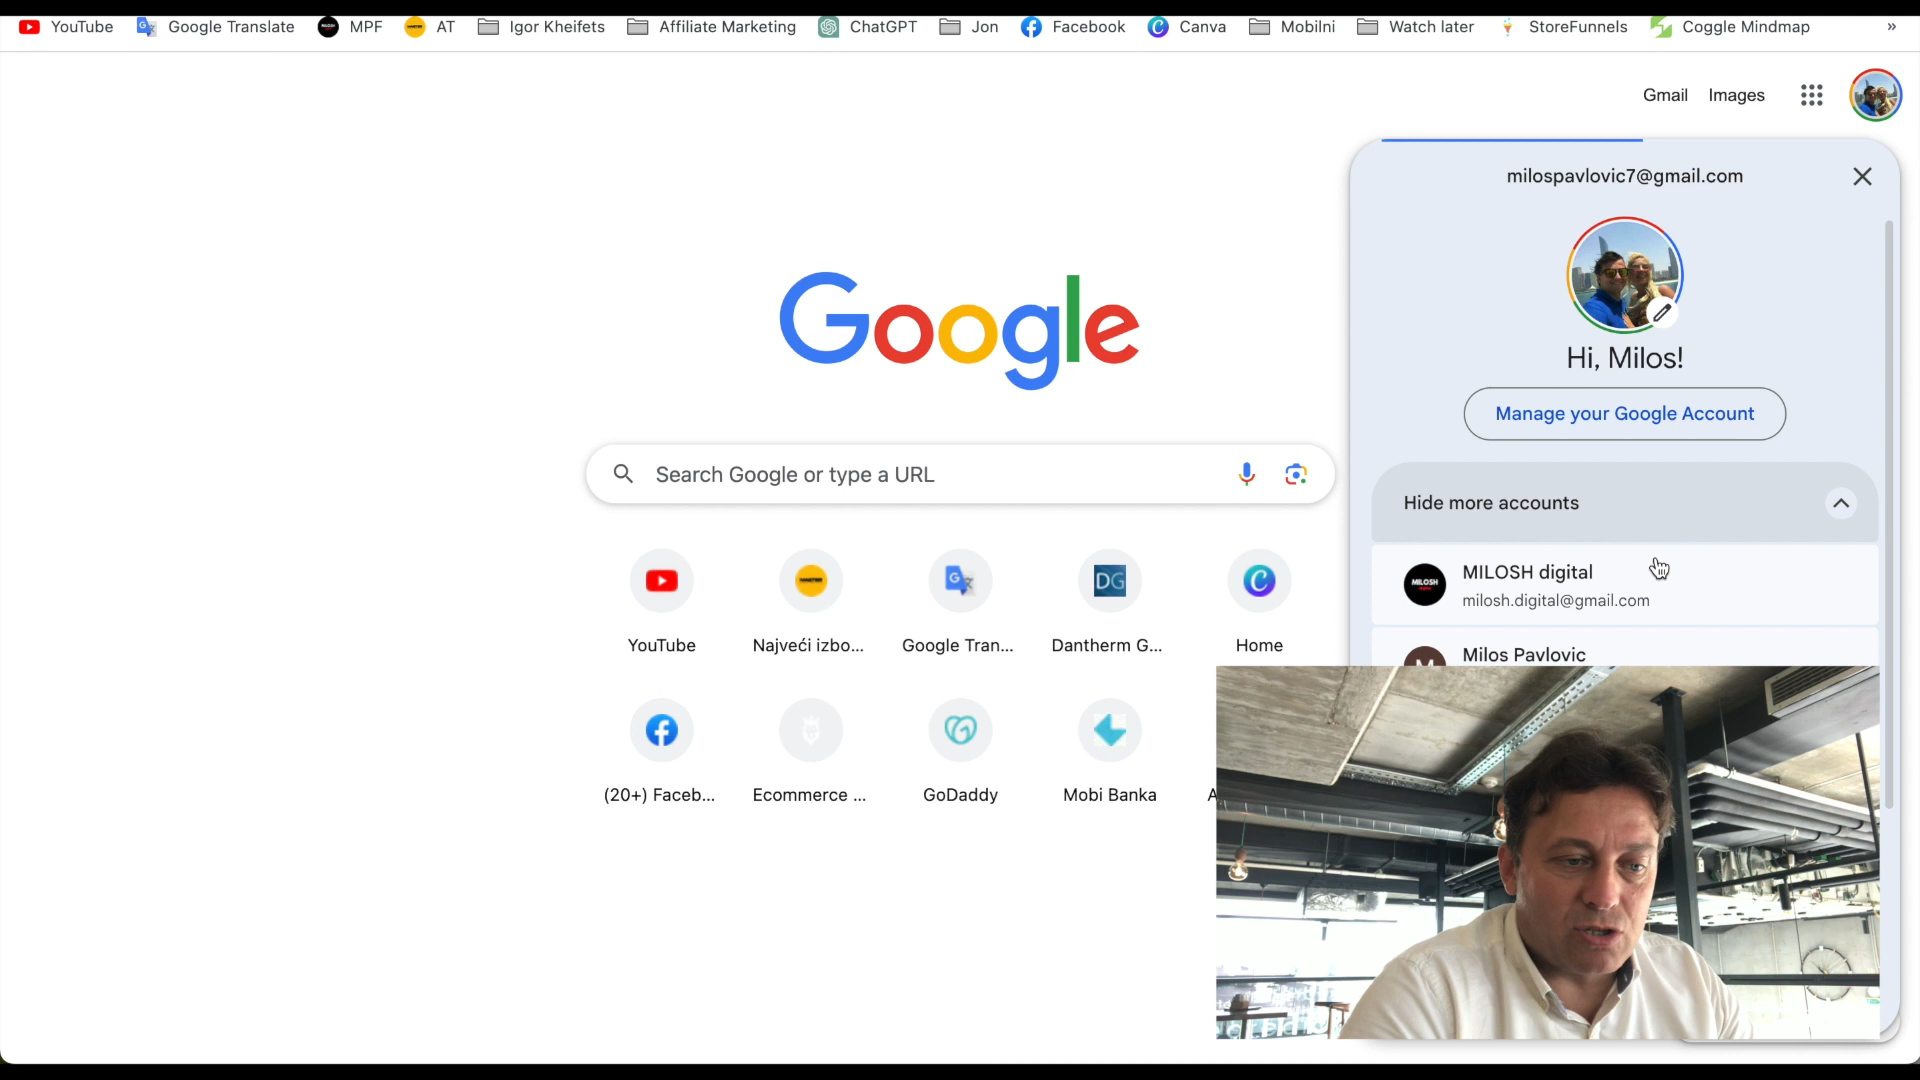 YouTube Google Translate MPF AT Igor Kheifets Affiliate Marketing ChatGPT Jon Facebook Canva Mobilni Watch later StoreFunnels Coggle Mindmap »
Gmail Images
milospavlovic7@gmail.com
Google
Hi, Milos!
Manage your Google Account
Search Google or type a URL
Hide more accounts
MILOSH digital
milosh.digital@gmail.com
MILOSH
DG
YouTube Najveći izbo... Google Tran... Dantherm G... Home
Milos Pavlovic
(20+) Faceb... Ecommerce ... GoDaddy Mobi Banka A